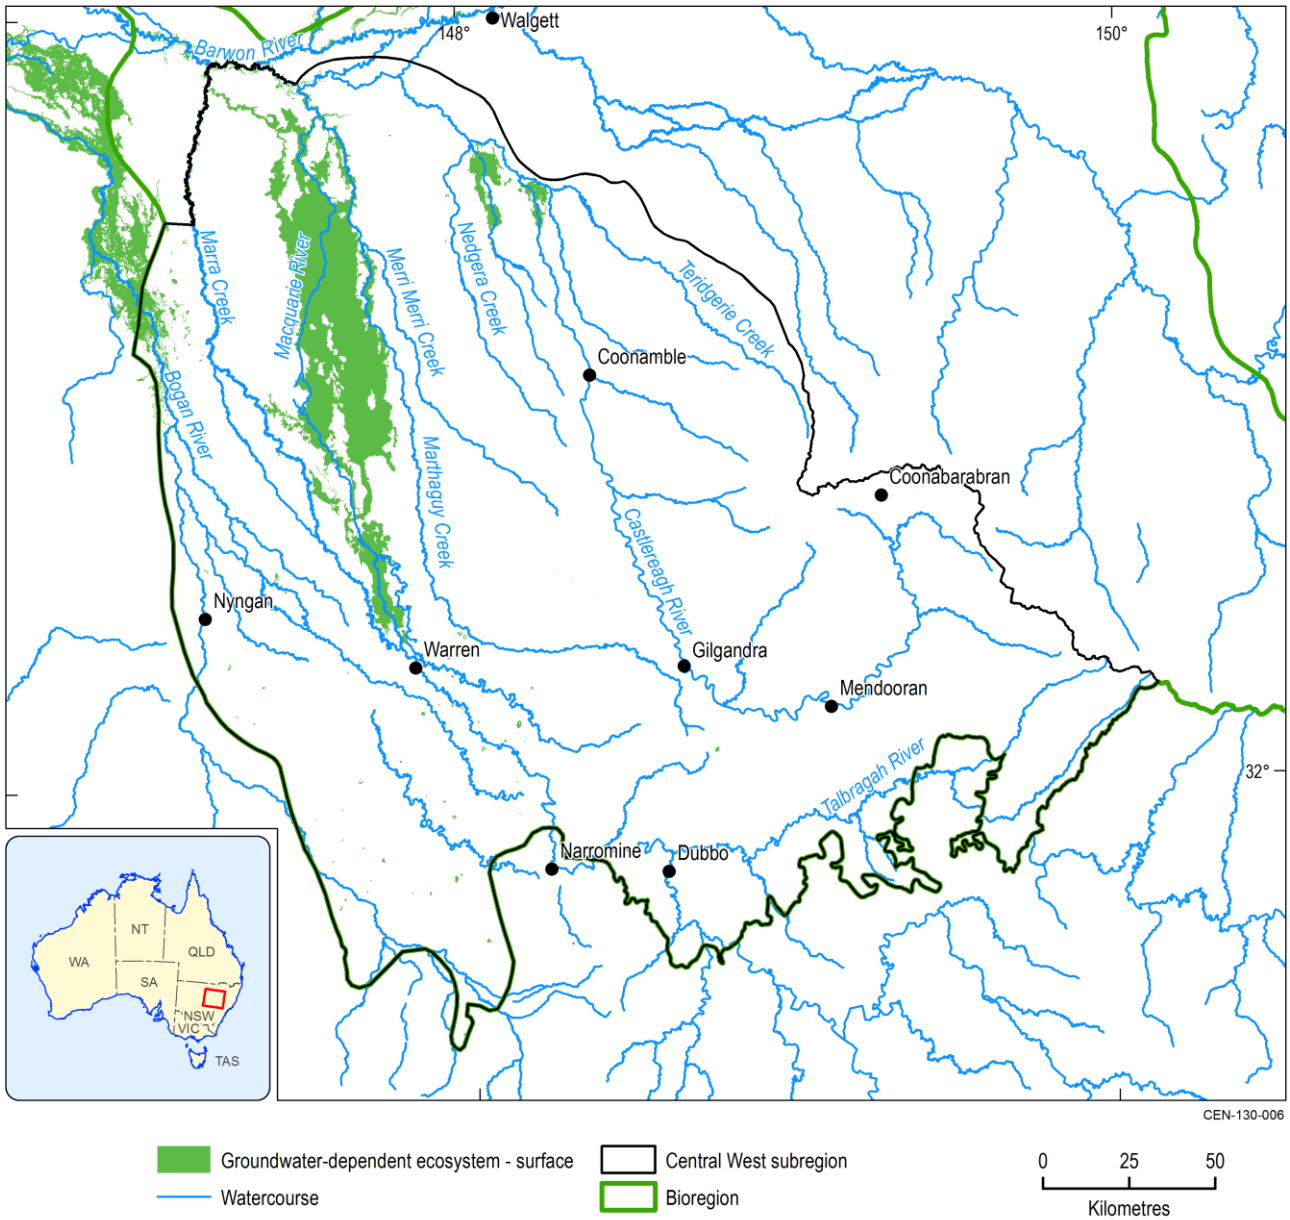 148°
Walgett
150°
Barwon River
Marra Creek
Macquarie River
Merri Merri Creek
Nedgera Creek
Teridgerie Creek
Coonamble
Bogan River
Marthaguy Creek
Coonabarabran
Castlereagh River
Nyngan
Warren
Gilgandra
Mendooran
Talbragah River
32°
Narromine
Dubbo
NT
QLD
WA
SA
NSW
VIC
TAS
CEN-130-006
Groundwater-dependent ecosystem - surface
Central West subregion
Watercourse
Bioregion
0 25 50
Kilometres